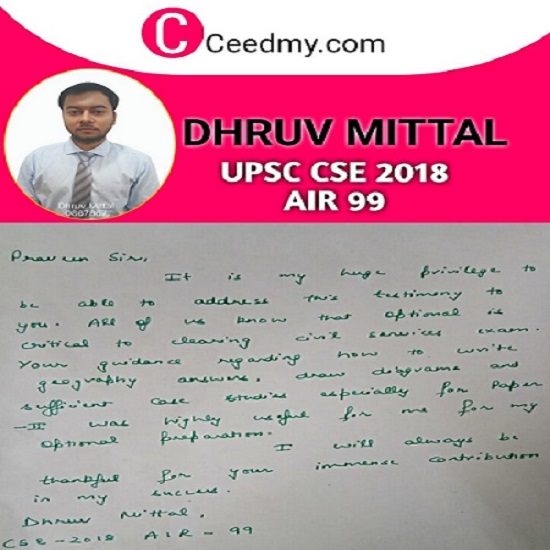 C Ceedmy.com
DHRUV MITTAL
UPSC CSE 2018
AIR 99
Dhruv Mittal
Praveen Sir,
It is my huge privilege to
be able to address this testimony to
you. All of us know that optional is
critical to clearing civil services exam.
Your guidance regarding how to write
geography answers, draw diagrams and
sufficient case studies especially for Paper
-II was highly useful for me for my
optional preparation.
I will always be
thankful for your immense contribution
in my success.
Dhruv Mittal,
CSE-2018 AIR-99